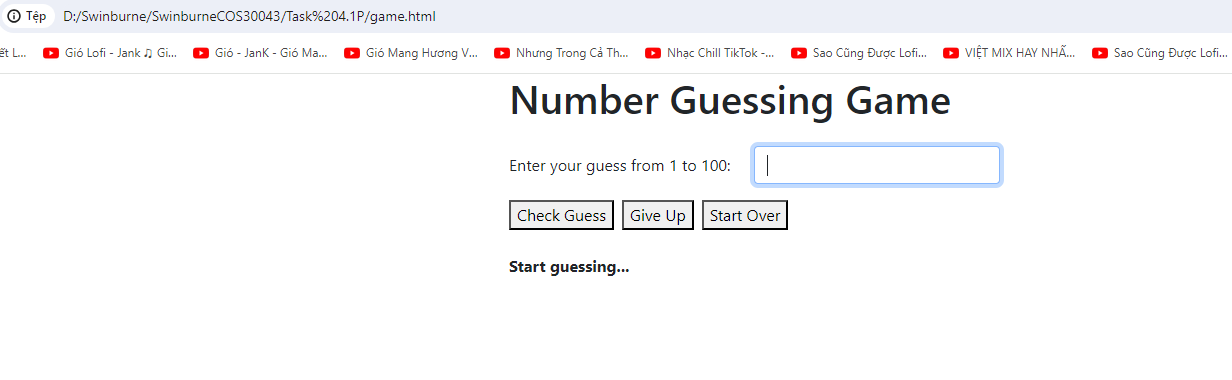 Tệp D:/Swinburne/SwinburneCOS30043/Task%204.1P/game.html
ết L... Gió Lofi - Jank ♫ Gi... Gió - JanK - Gió Ma... Gió Mang Hương V... Nhưng Trong Cả Th... Nhạc Chill TikTok -... Sao Cũng Được Lofi... VIỆT MIX HAY NHẤ... Sao Cũng Được Lofi...
Number Guessing Game
Enter your guess from 1 to 100:
Check Guess Give Up Start Over
Start guessing...